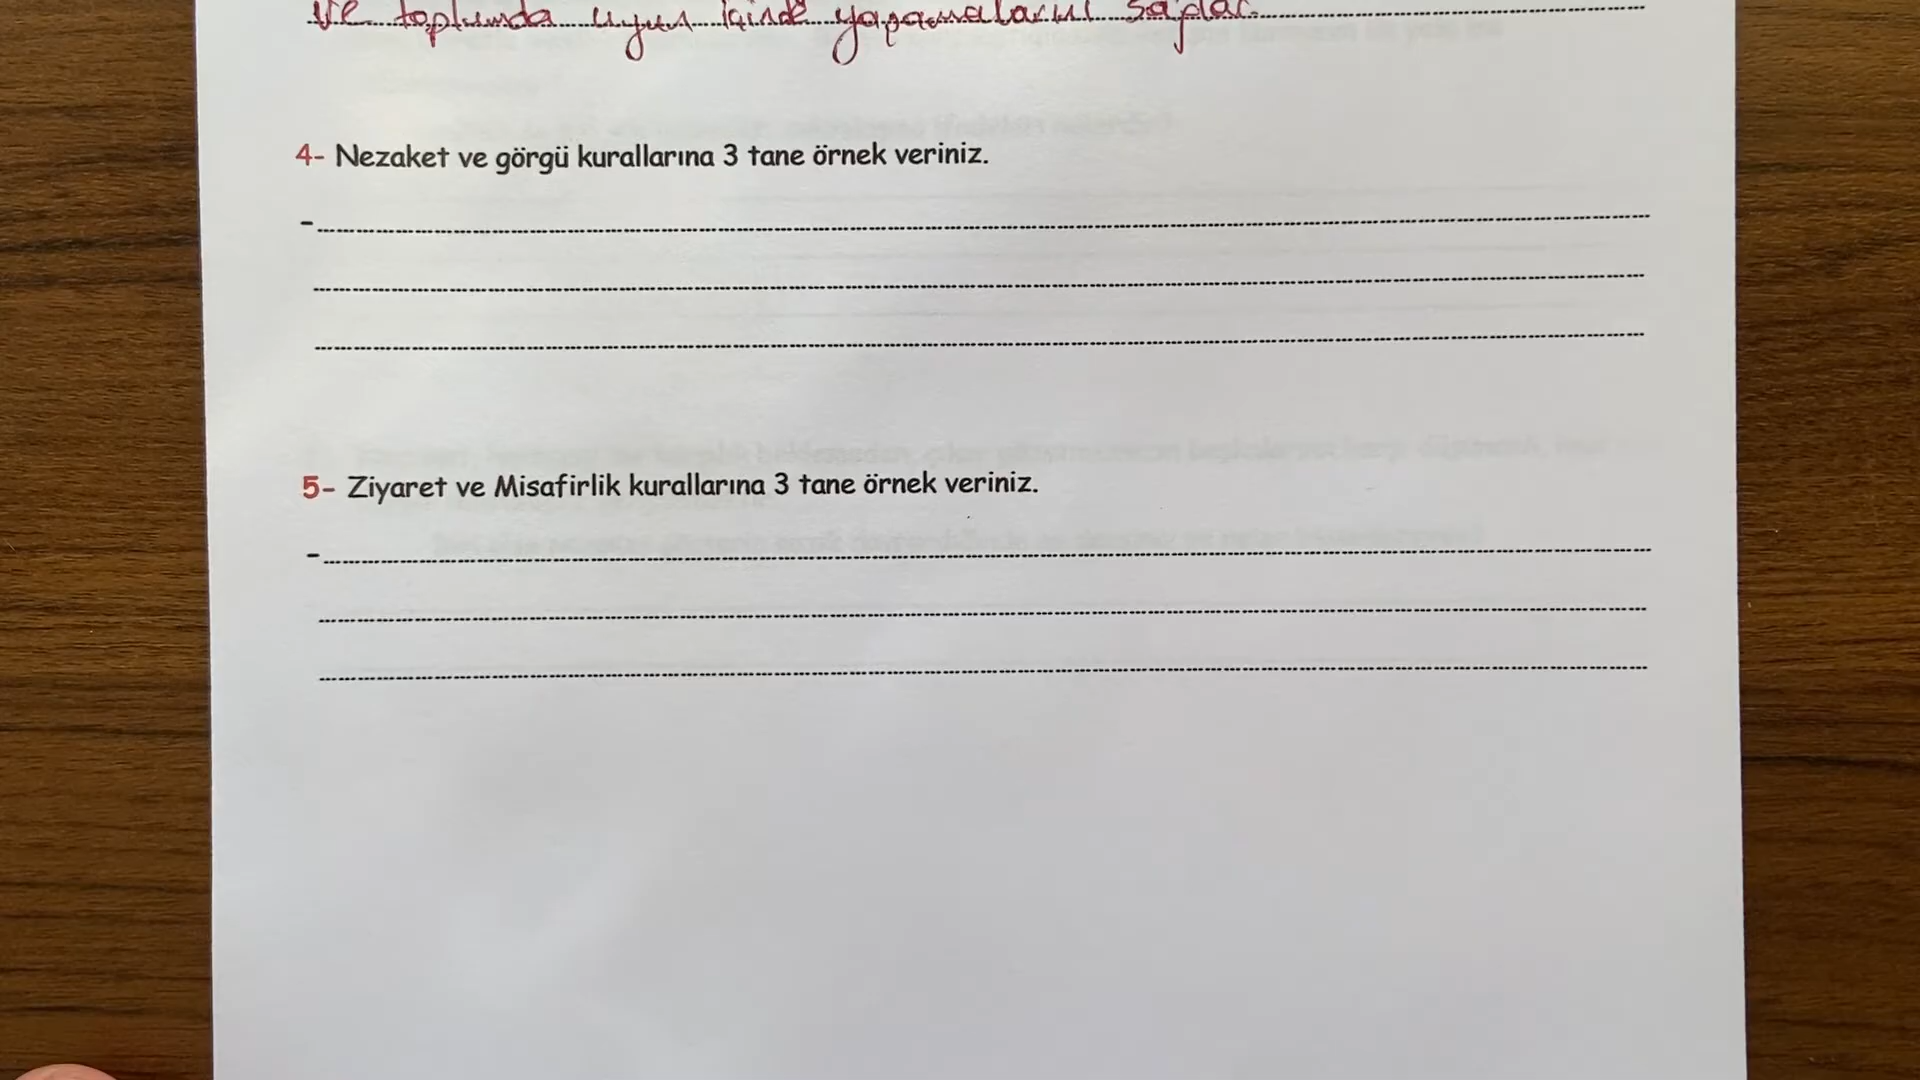 ve toplumda uyum içinde yaşamalarını sağlar.
4- Nezaket ve görgü kurallarına 3 tane örnek veriniz.
-
5- Ziyaret ve Misafirlik kurallarına 3 tane örnek veriniz.
-